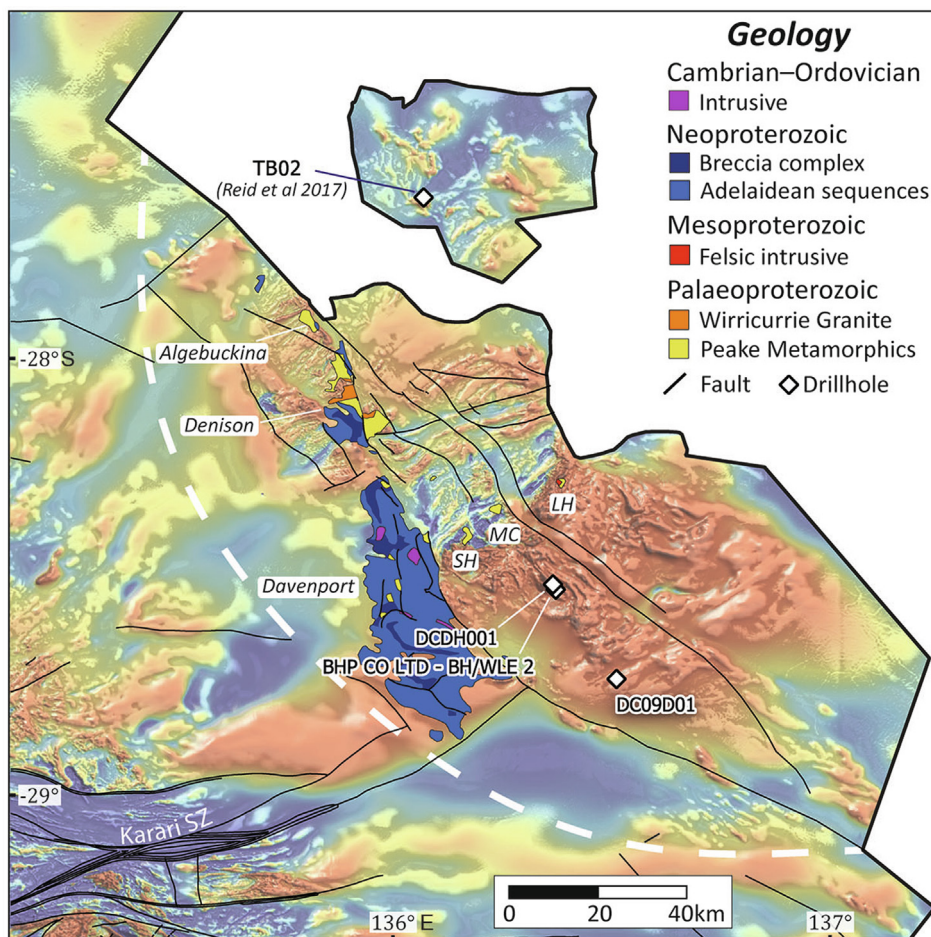 Geology
Cambrian–Ordovician
Intrusive
Neoproterozoic
Breccia complex
Adelaidean sequences
Mesoproterozoic
Felsic intrusive
Palaeoproterozoic
Wirricurrie Granite
Peake Metamorphics
Fault
Drillhole
TB02
(Reid et al 2017)
Algebuckina
-28°S
Denison
LH
MC
SH
Davenport
DCDH001
BHP CO LTD - BH/WLE 2
DC09D01
-29°
Karari SZ
0 20 40km
136° E
137°